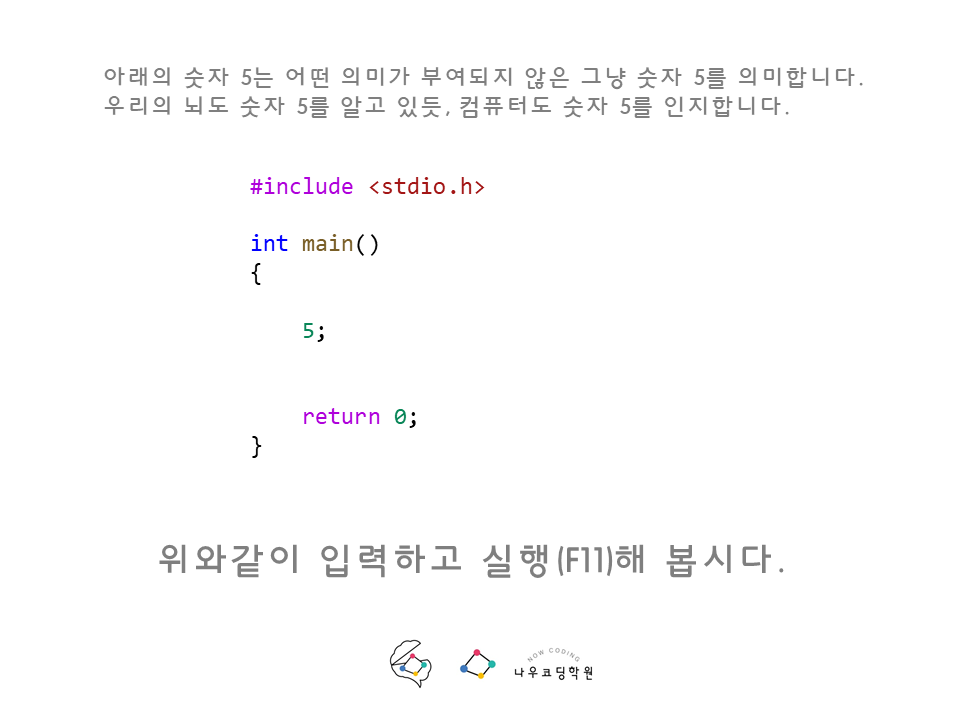 아래의 숫자 5는 어떤 의미가 부여되지 않은 그냥 숫자 5를 의미합니다.
우리의 뇌도 숫자 5를 알고 있듯, 컴퓨터도 숫자 5를 인지합니다.
#include <stdio.h>
int main()
{
5;
return 0;
}
위와같이 입력하고 실행(F11)해 봅시다.
NOW CODING
나우코딩학원